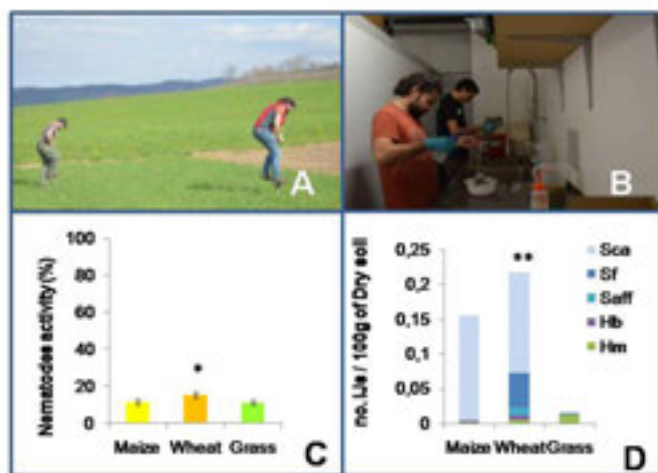 A
B
Nematodes activity (%)
100
80
60
40
20
0
*
Maize Wheat Grass
C
no. IJs / 100g of Dry soil
0,25
0,2
0,15
0,1
0,05
0
**
Sca
Sf
Saff
Hb
Hm
Maize Wheat Grass
D